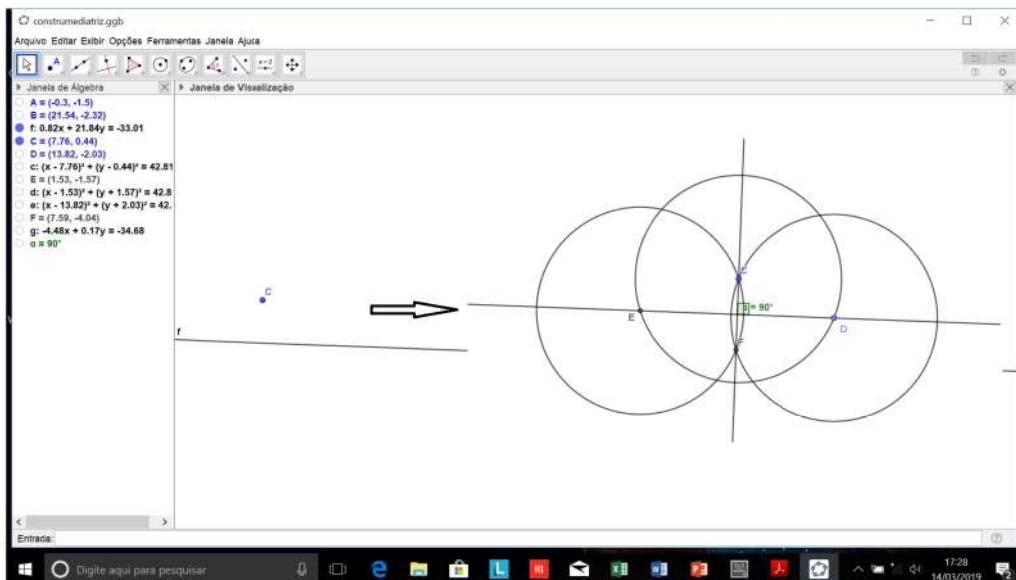 construmediatriz.ggb
Arquivo Editar Exibir Opções Ferramentas Janela Ajuda
Janela de Álgebra
Janela de Visualização
A = (-0.3, -1.5)
B = (21.54, -2.32)
f: 0.82x + 21.84y = -33.01
C = (7.76, 0.44)
D = (13.82, -2.03)
c: (x - 7.76)² + (y - 0.44)² = 42.81
E = (1.53, -1.57)
d: (x - 1.53)² + (y + 1.57)² = 42.8
e: (x - 13.82)² + (y + 2.03)² = 42.
F = (7.59, -4.04)
g: -4.48x + 0.17y = -34.68
α = 90°
C
f
C
α = 90°
E
D
F
Entrada:
Digite aqui para pesquisar
17:28
14/03/2019